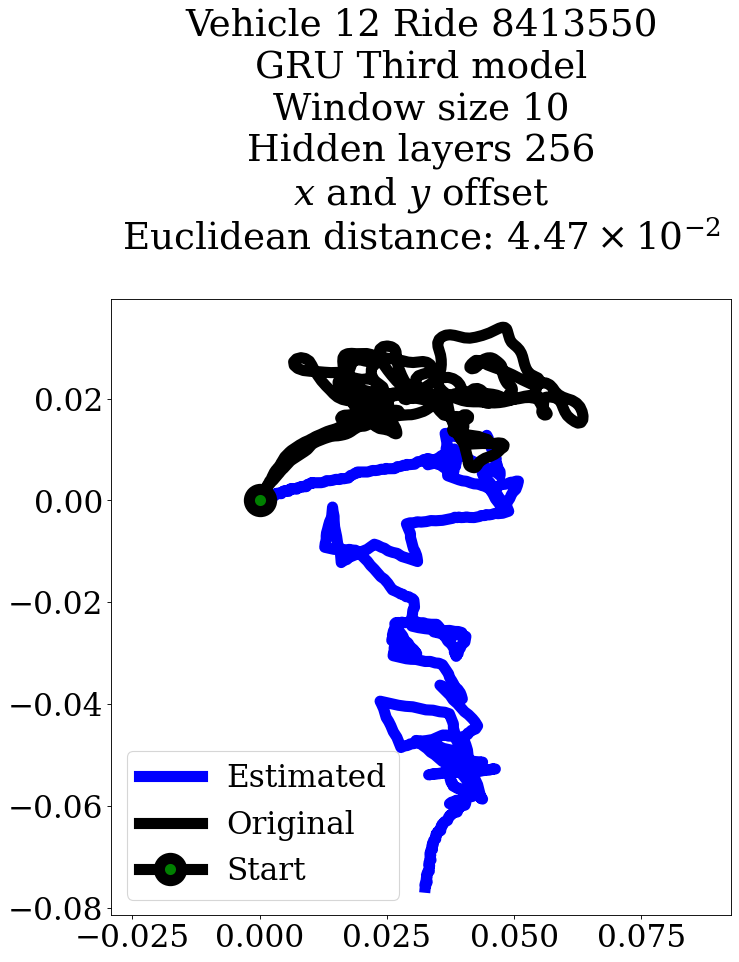 Vehicle 12 Ride 8413550
GRU Third model
Window size 10
Hidden layers 256
x and y offset
Euclidean distance: 4.47 × 10⁻²
0.02
0.00
−0.02
−0.04
−0.06
−0.08
Estimated
Original
Start
−0.025 0.000 0.025 0.050 0.075